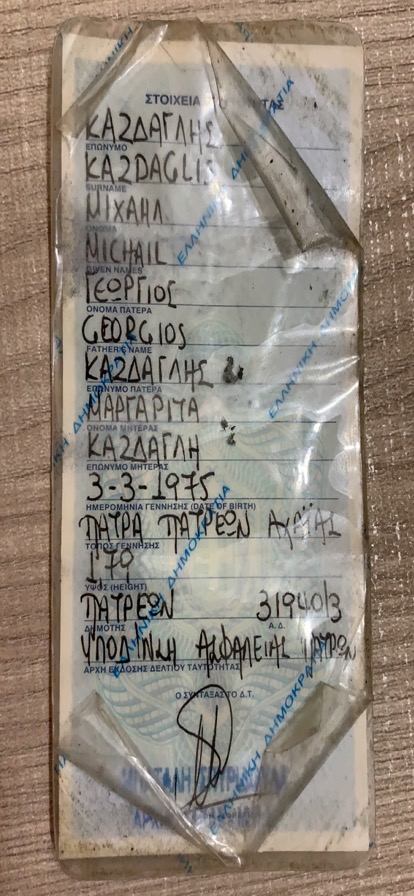 ΣΤΟΙΧΕΙΑ
ΚΑΖΔΑΓΛΗΣ
ΕΠΩΝΥΜΟ
KAZDAGLIS
SURNAME
ΜΙΧΑΗΛ
ΟΝΟΜΑ
MICHAIL
GIVEN NAMES
ΓΕΩΡΓΙΟΣ
ΟΝΟΜΑ ΠΑΤΕΡΑ
GEORGIOS
FATHER'S NAME
ΚΑΖΔΑΓΛΗΣ
ΕΠΩΝΥΜΟ ΠΑΤΕΡΑ
ΜΑΡΓΑΡΙΤΑ
ΟΝΟΜΑ ΜΗΤΕΡΑΣ
ΚΑΖΔΑΓΛΗ
ΕΠΩΝΥΜΟ ΜΗΤΕΡΑΣ
3-3-1975
ΗΜΕΡΟΜΗΝΙΑ ΓΕΝΝΗΣΗΣ (DATE OF BIRTH)
ΠΑΤΡΑ ΠΑΤΡΕΩΝ ΑΧΑΪΑΣ
ΤΟΠΟΣ ΓΕΝΝΗΣΗΣ
1,79
ΥΨΟΣ (HEIGHT)
ΠΑΤΡΕΩΝ 31940/3
ΔΗΜΟΤΗΣ Α.Δ.
ΥΠΟΔ/ΝΣΗ ΑΣΦΑΛΕΙΑΣ ΠΑΤΡΩΝ
ΑΡΧΗ ΕΚΔΟΣΗΣ ΔΕΛΤΙΟΥ ΤΑΥΤΟΤΗΤΑΣ
Ο ΣΥΝΤΑΞΑΣ ΤΟ Δ.Τ.
ΕΛΛΗΝΙΚΗ ΔΗΜΟΚΡΑΤΙΑ